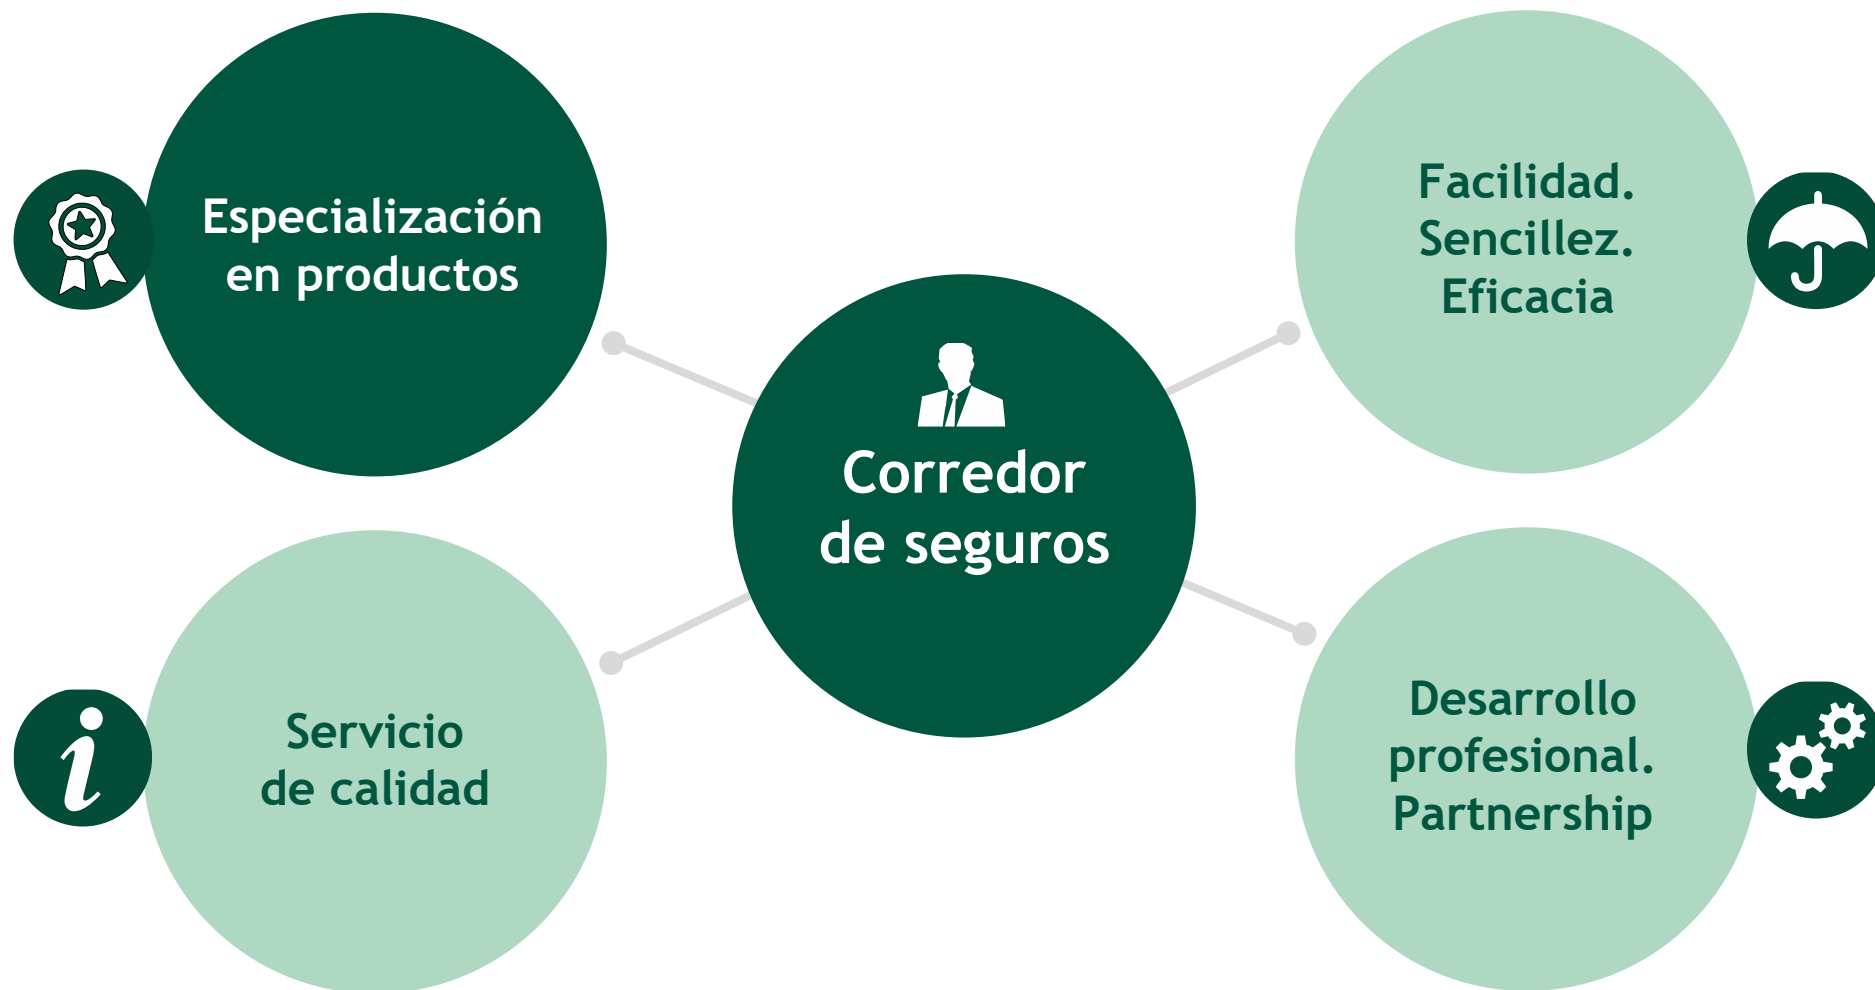 Especialización
en productos
Facilidad.
Sencillez.
Eficacia
Corredor
de seguros
Servicio
de calidad
Desarrollo
profesional.
Partnership